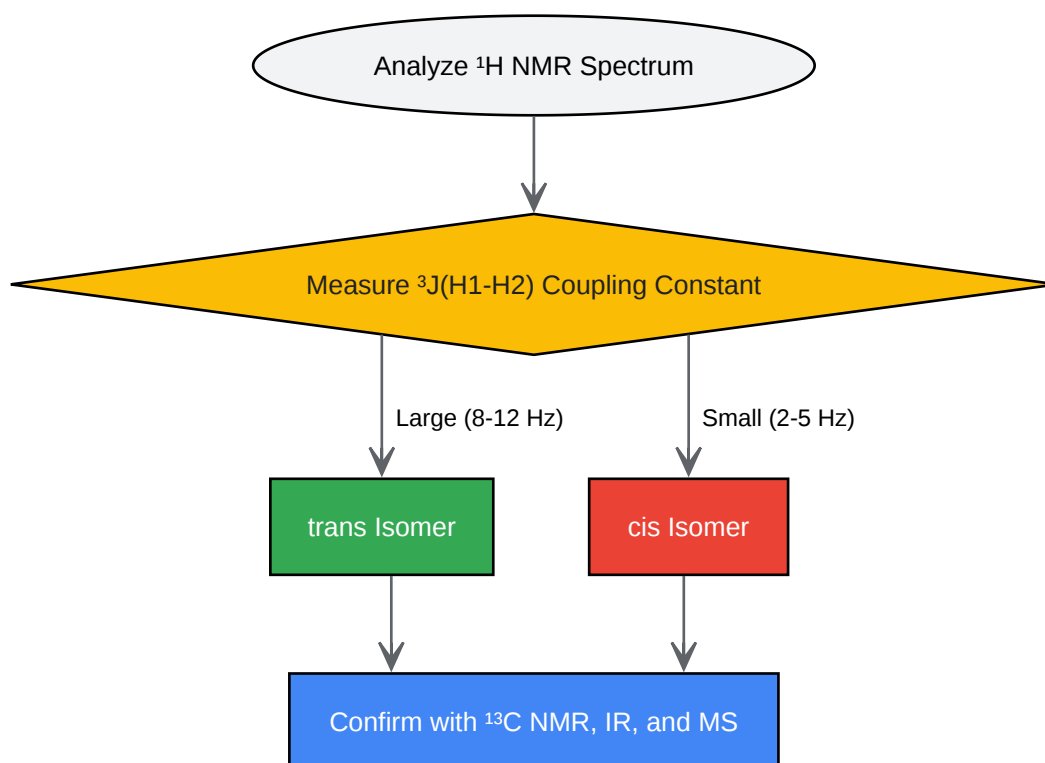 Analyze ¹H NMR Spectrum
Measure ³J(H1-H2) Coupling Constant
Large (8-12 Hz)
Small (2-5 Hz)
trans Isomer
cis Isomer
Confirm with ¹³C NMR, IR, and MS